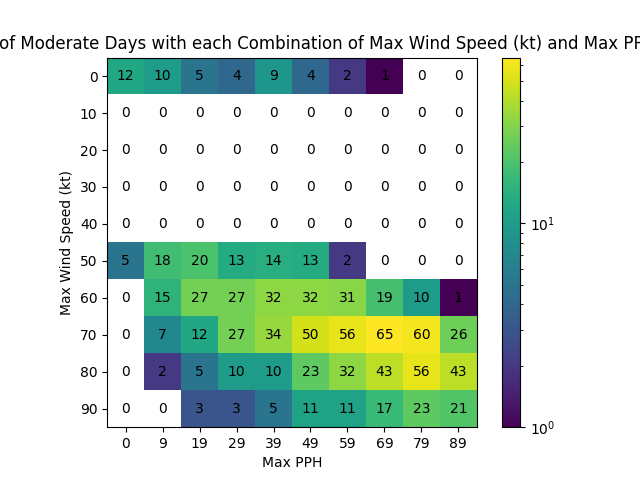 of Moderate Days with each Combination of Max Wind Speed (kt) and Max PP
0 12 10 5 4 9 4 2 1 0 0
10 0 0 0 0 0 0 0 0 0 0
20 0 0 0 0 0 0 0 0 0 0
30 0 0 0 0 0 0 0 0 0 0
40 0 0 0 0 0 0 0 0 0 0
50 5 18 20 13 14 13 2 0 0 0
60 0 15 27 27 32 32 31 19 10 1
70 0 7 12 27 34 50 56 65 60 26
80 0 2 5 10 10 23 32 43 56 43
90 0 0 3 3 5 11 11 17 23 21
0 9 19 29 39 49 59 69 79 89
Max PPH
Max Wind Speed (kt)
10¹
10⁰